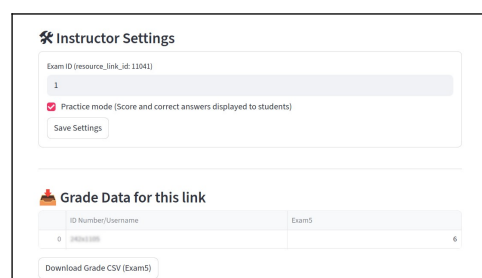 🛠 Instructor Settings
Exam ID (resource_link_id: 11041)
1
Practice mode (Score and correct answers displayed to students)
Save Settings
📥 Grade Data for this link
ID Number/Username Exam5
0 6
Download Grade CSV (Exam5)